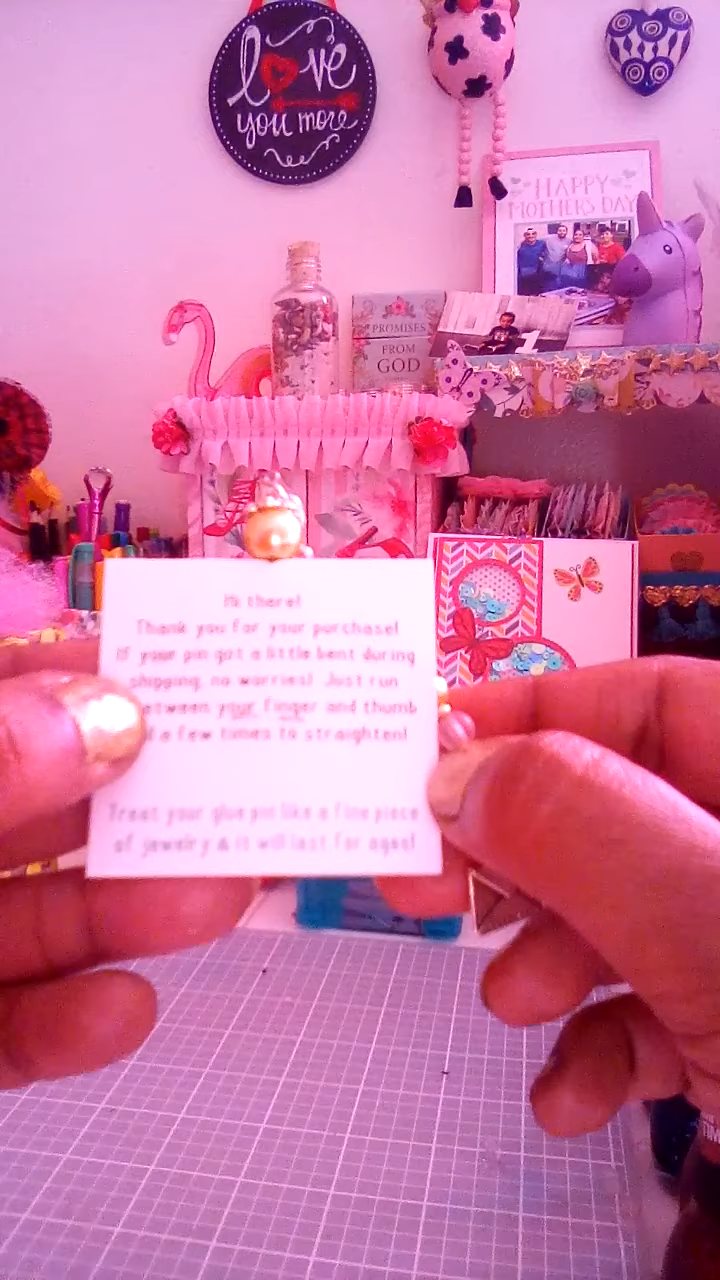 love
you more
HAPPY
MOTHERS DAY
PROMISES
FROM
GOD
Hi there!
Thank you for your purchase!
If your pin got a little bent during
shipping, no worries! Just run
between your finger and thumb
a few times to straighten!
Treat your glue pin like a fine piece
of jewelry & it will last for ages!